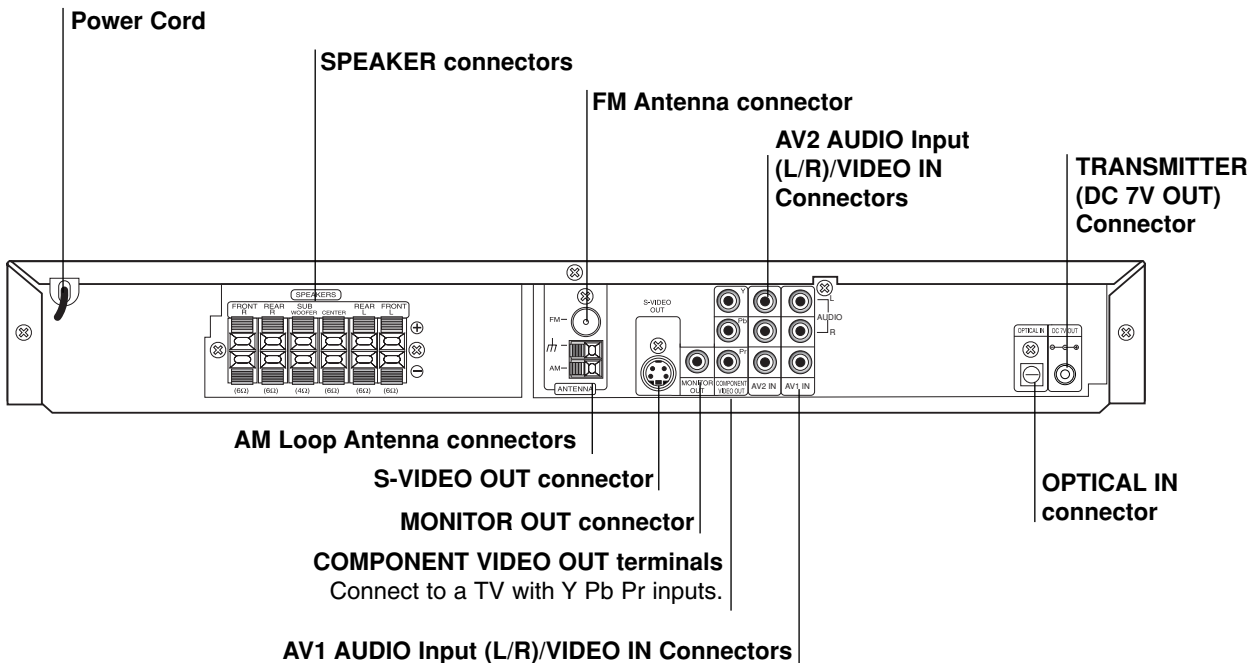 Power Cord
SPEAKER connectors
FM Antenna connector
AV2 AUDIO Input
(L/R)/VIDEO IN
Connectors
TRANSMITTER
(DC 7V OUT)
Connector
SPEAKERS
FRONT R
REAR R
SUB WOOFER
CENTER
REAR L
FRONT L
+
−
(6Ω) (6Ω) (4Ω) (6Ω) (6Ω) (6Ω)
FM
AM
ANTENNA
S-VIDEO
OUT
MONITOR
OUT
Y
Pb
Pr
COMPONENT
VIDEO OUT
AV2 IN
AV1 IN
L
AUDIO
R
OPTICAL IN
DC 7V OUT
AM Loop Antenna connectors
S-VIDEO OUT connector
MONITOR OUT connector
COMPONENT VIDEO OUT terminals
Connect to a TV with Y Pb Pr inputs.
AV1 AUDIO Input (L/R)/VIDEO IN Connectors
OPTICAL IN
connector